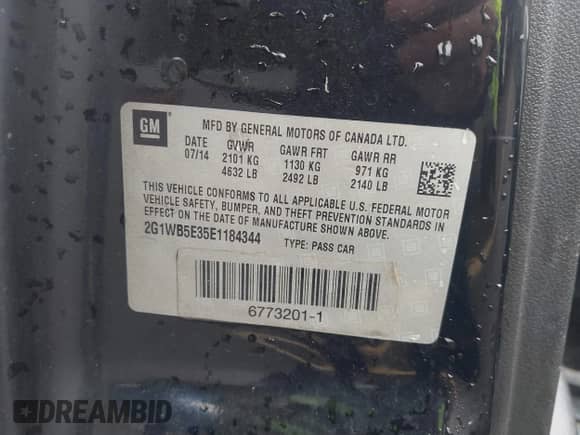 GM
MFD BY GENERAL MOTORS OF CANADA LTD.
DATE GVWR GAWR FRT GAWR RR
07/14 2101 KG 1130 KG 971 KG
4632 LB 2492 LB 2140 LB
THIS VEHICLE CONFORMS TO ALL APPLICABLE U.S. FEDERAL MOTOR
VEHICLE SAFETY, BUMPER, AND THEFT PREVENTION STANDARDS IN
EFFECT ON THE DATE OF MANUFACTURE SHOWN ABOVE.
2G1WB5E35E1184344 TYPE: PASS CAR
6773201-1
DREAMBID